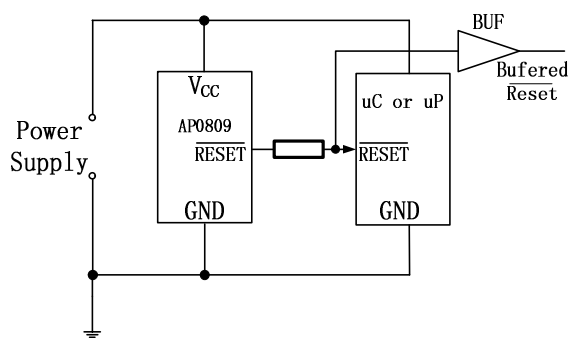 BUF
Bufered
Reset
VCC
AP0809
RESET
GND
uC or uP
RESET
GND
Power
Supply